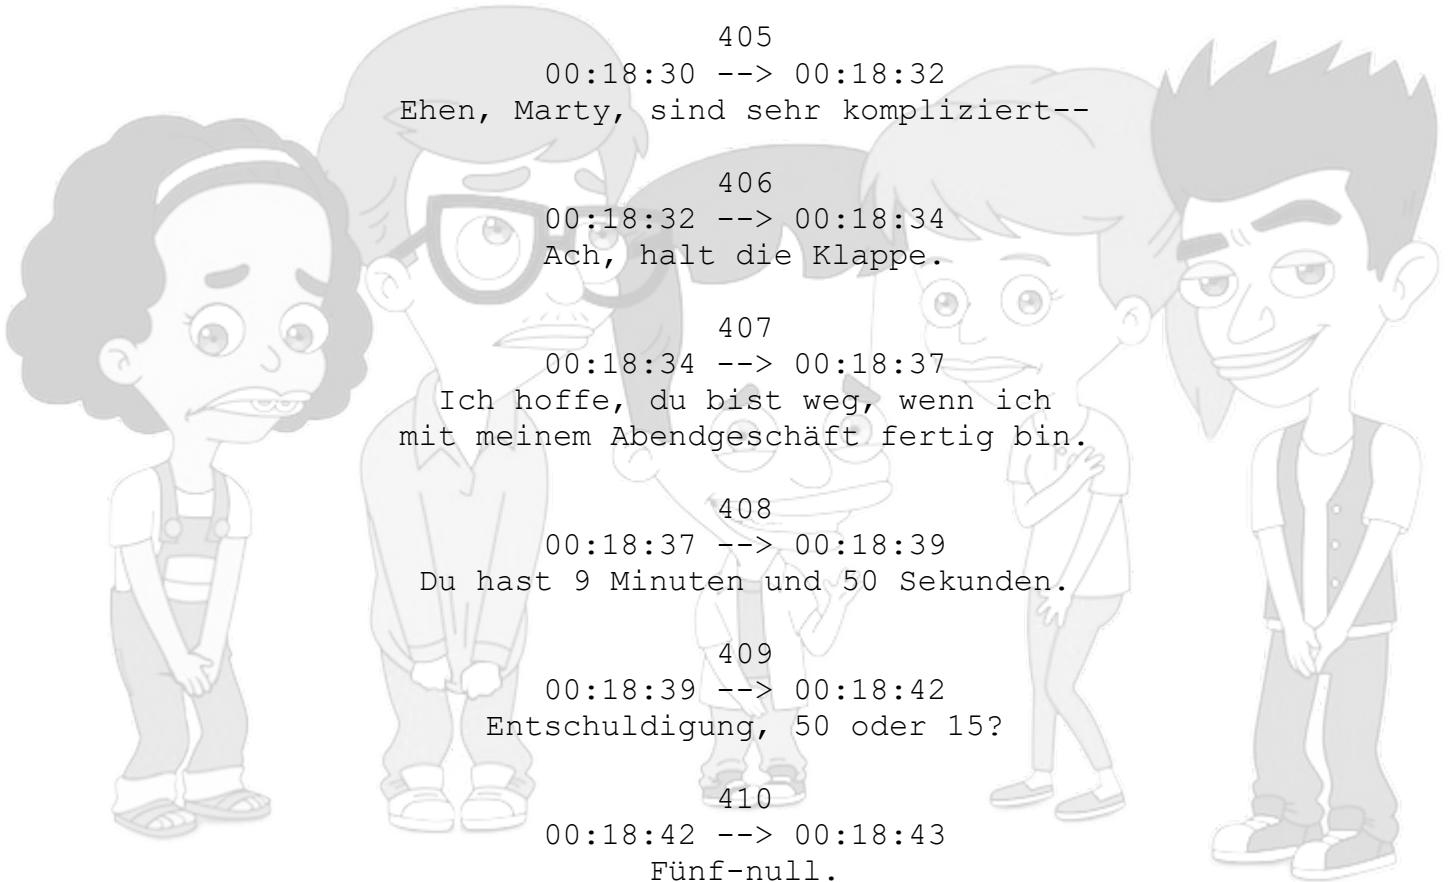 405
00:18:30 --> 00:18:32
Ehen, Marty, sind sehr kompliziert--
406
00:18:32 --> 00:18:34
Ach, halt die Klappe.
407
00:18:34 --> 00:18:37
Ich hoffe, du bist weg, wenn ich
mit meinem Abendgeschäft fertig bin.
408
00:18:37 --> 00:18:39
Du hast 9 Minuten und 50 Sekunden.
409
00:18:39 --> 00:18:42
Entschuldigung, 50 oder 15?
410
00:18:42 --> 00:18:43
Fünf-null.